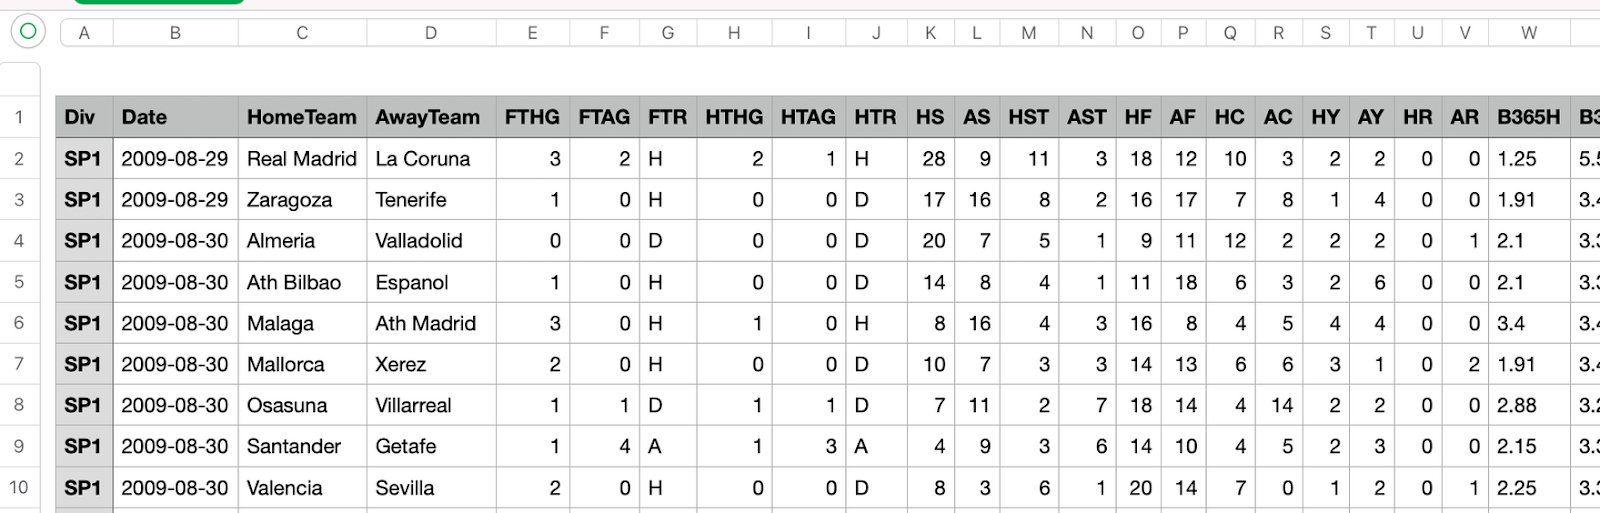 A B C D E F G H I J K L M N O P Q R S T U V W
1 Div Date HomeTeam AwayTeam FTHG FTAG FTR HTHG HTAG HTR HS AS HST AST HF AF HC AC HY AY HR AR B365H
2 SP1 2009-08-29 Real Madrid La Coruna 3 2 H 2 1 H 28 9 11 3 18 12 10 3 2 2 0 0 1.25
3 SP1 2009-08-29 Zaragoza Tenerife 1 0 H 0 0 D 17 16 8 2 16 17 7 8 1 4 0 0 1.91
4 SP1 2009-08-30 Almeria Valladolid 0 0 D 0 0 D 20 7 5 1 9 11 12 2 2 2 0 1 2.1
5 SP1 2009-08-30 Ath Bilbao Espanol 1 0 H 0 0 D 14 8 4 1 11 18 6 3 2 6 0 0 2.1
6 SP1 2009-08-30 Malaga Ath Madrid 3 0 H 1 0 H 8 16 4 3 16 8 4 5 4 4 0 0 3.4
7 SP1 2009-08-30 Mallorca Xerez 2 0 H 0 0 D 10 7 3 3 14 13 6 6 3 1 0 2 1.91
8 SP1 2009-08-30 Osasuna Villarreal 1 1 D 1 1 D 7 11 2 7 18 14 4 14 2 2 0 0 2.88
9 SP1 2009-08-30 Santander Getafe 1 4 A 1 3 A 4 9 3 6 14 10 4 5 2 3 0 0 2.15
10 SP1 2009-08-30 Valencia Sevilla 2 0 H 0 0 D 8 3 6 1 20 14 7 0 1 2 0 1 2.25